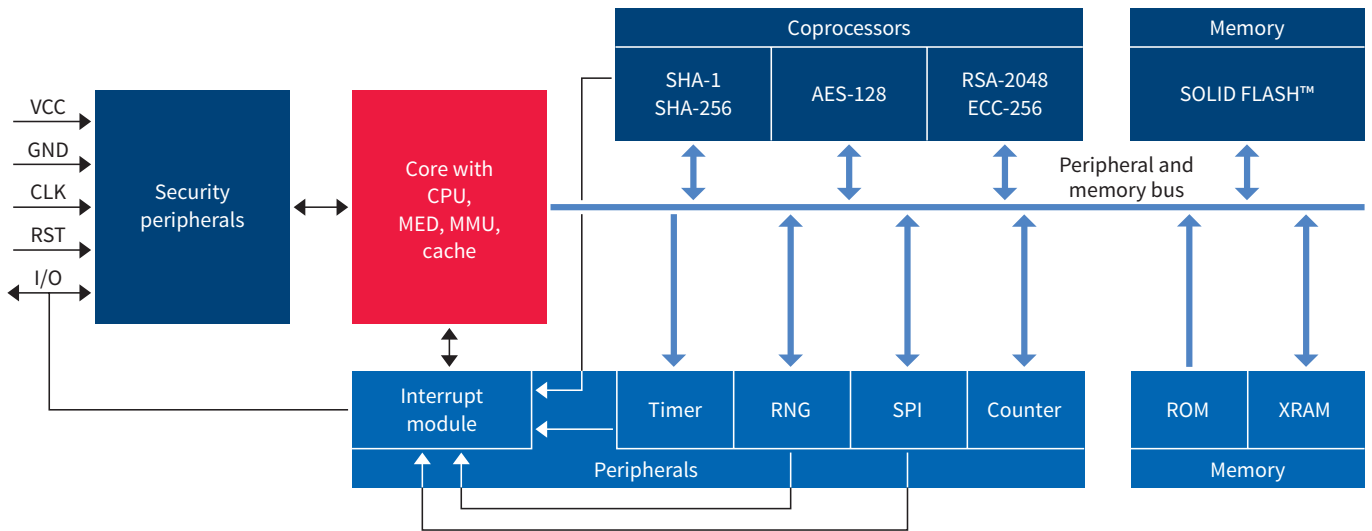 Coprocessors
Memory
SHA-1
SHA-256
AES-128
RSA-2048
ECC-256
SOLID FLASH™
VCC
GND
CLK
RST
I/O
Security
peripherals
Core with
CPU,
MED, MMU,
cache
Peripheral and
memory bus
Interrupt
module
Timer
RNG
SPI
Counter
ROM
XRAM
Peripherals
Memory